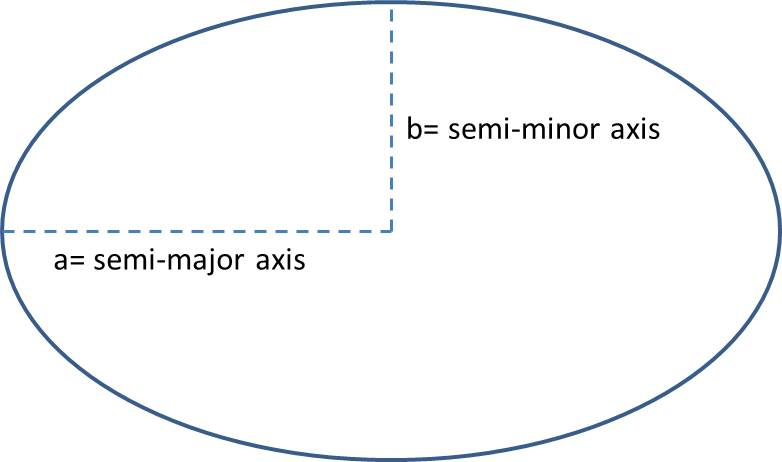 b= semi-minor axis
a= semi-major axis